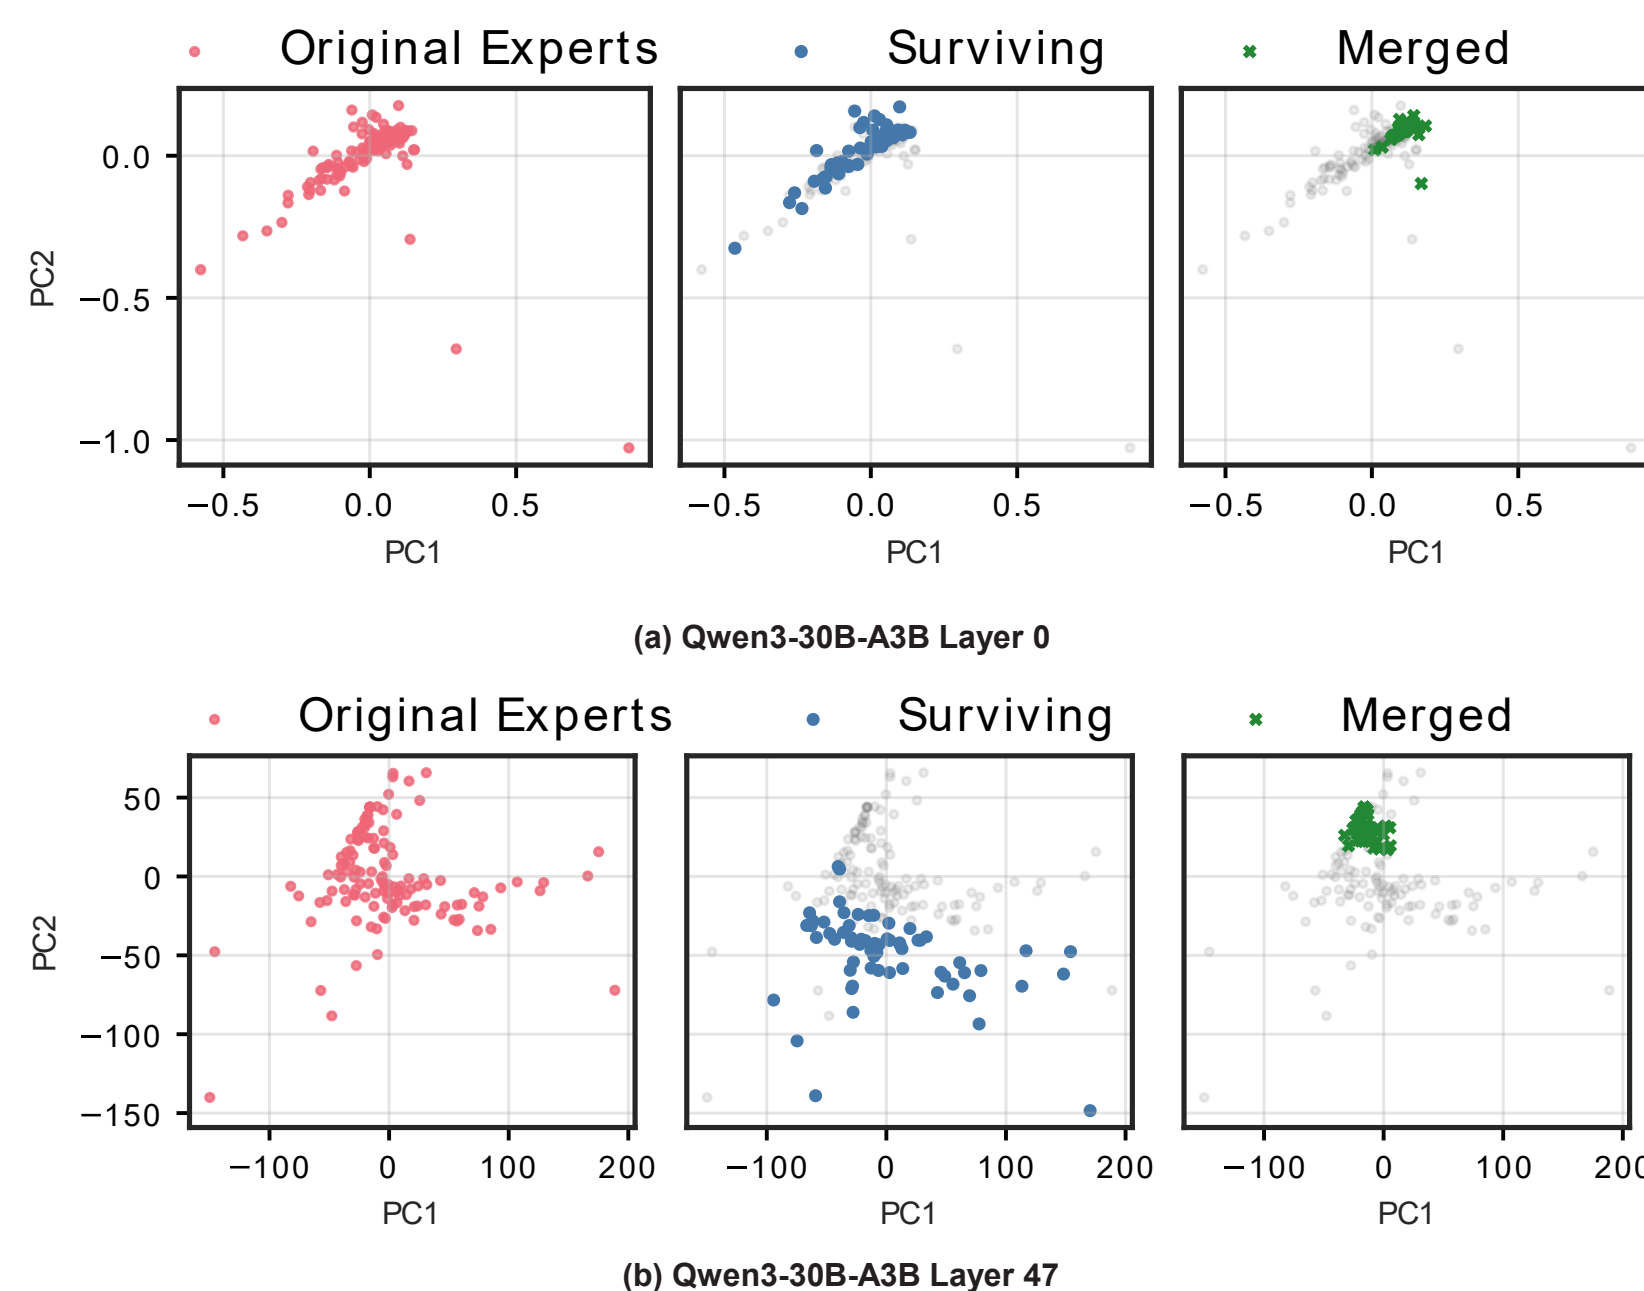 Original Experts Surviving Merged
PC2
0.0
−0.5
−1.0
−0.5 0.0 0.5 −0.5 0.0 0.5 −0.5 0.0 0.5
PC1 PC1 PC1
(a) Qwen3-30B-A3B Layer 0
Original Experts Surviving Merged
PC2
50
0
−50
−100
−150
−100 0 100 200 −100 0 100 200 −100 0 100 200
PC1 PC1 PC1
(b) Qwen3-30B-A3B Layer 47